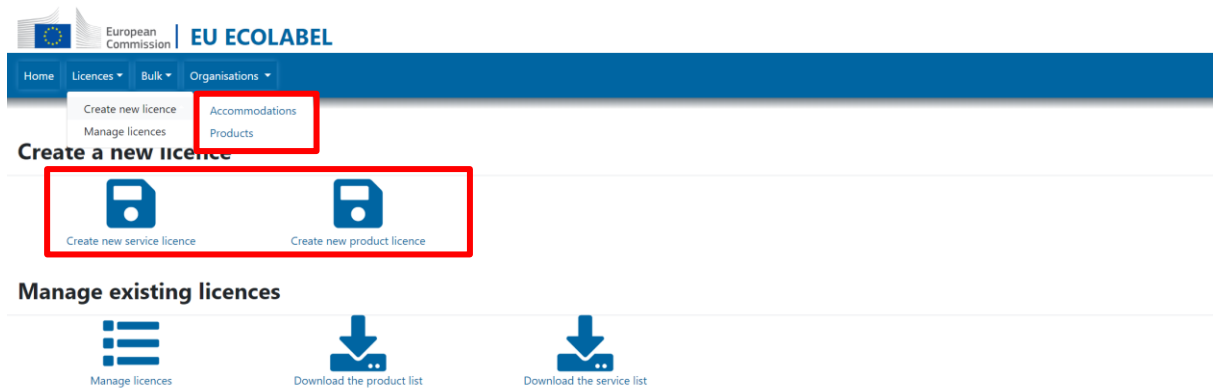 European
Commission
EU ECOLABEL
Home Licences Bulk Organisations
Create new licence Accommodations
Manage licences Products
Create a new licence
Create new service licence Create new product licence
Manage existing licences
Manage licences Download the product list Download the service list